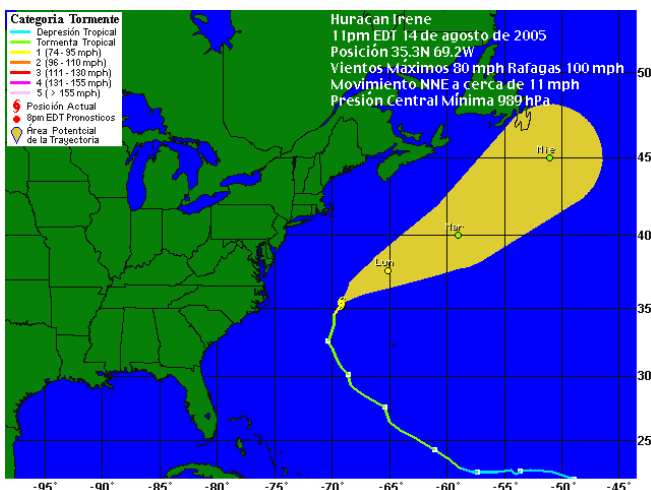 Categoria Tormente
Depresión Tropical
Tormenta Tropical
1 (74 - 95 mph)
2 (96 - 110 mph)
3 (111 - 130 mph)
4 (131 - 155 mph)
5 ( > 155 mph)
Posición Actual
8pm EDT Pronosticos
Área Potencial
de la Trayectoria
Huracan Irene
11pm EDT 14 de agosto de 2005
Posición 35.3N 69.2W
Vientos Máximos 80 mph Rafagas 100 mph
Movimiento NNE a cerca de 11 mph
Presión Central Mínima 989 hPa
50
Mie
45
Mar
40
Lun
35
30
25
-95° -90° -85° -80° -75° -70° -65° -60° -55° -50° -45°